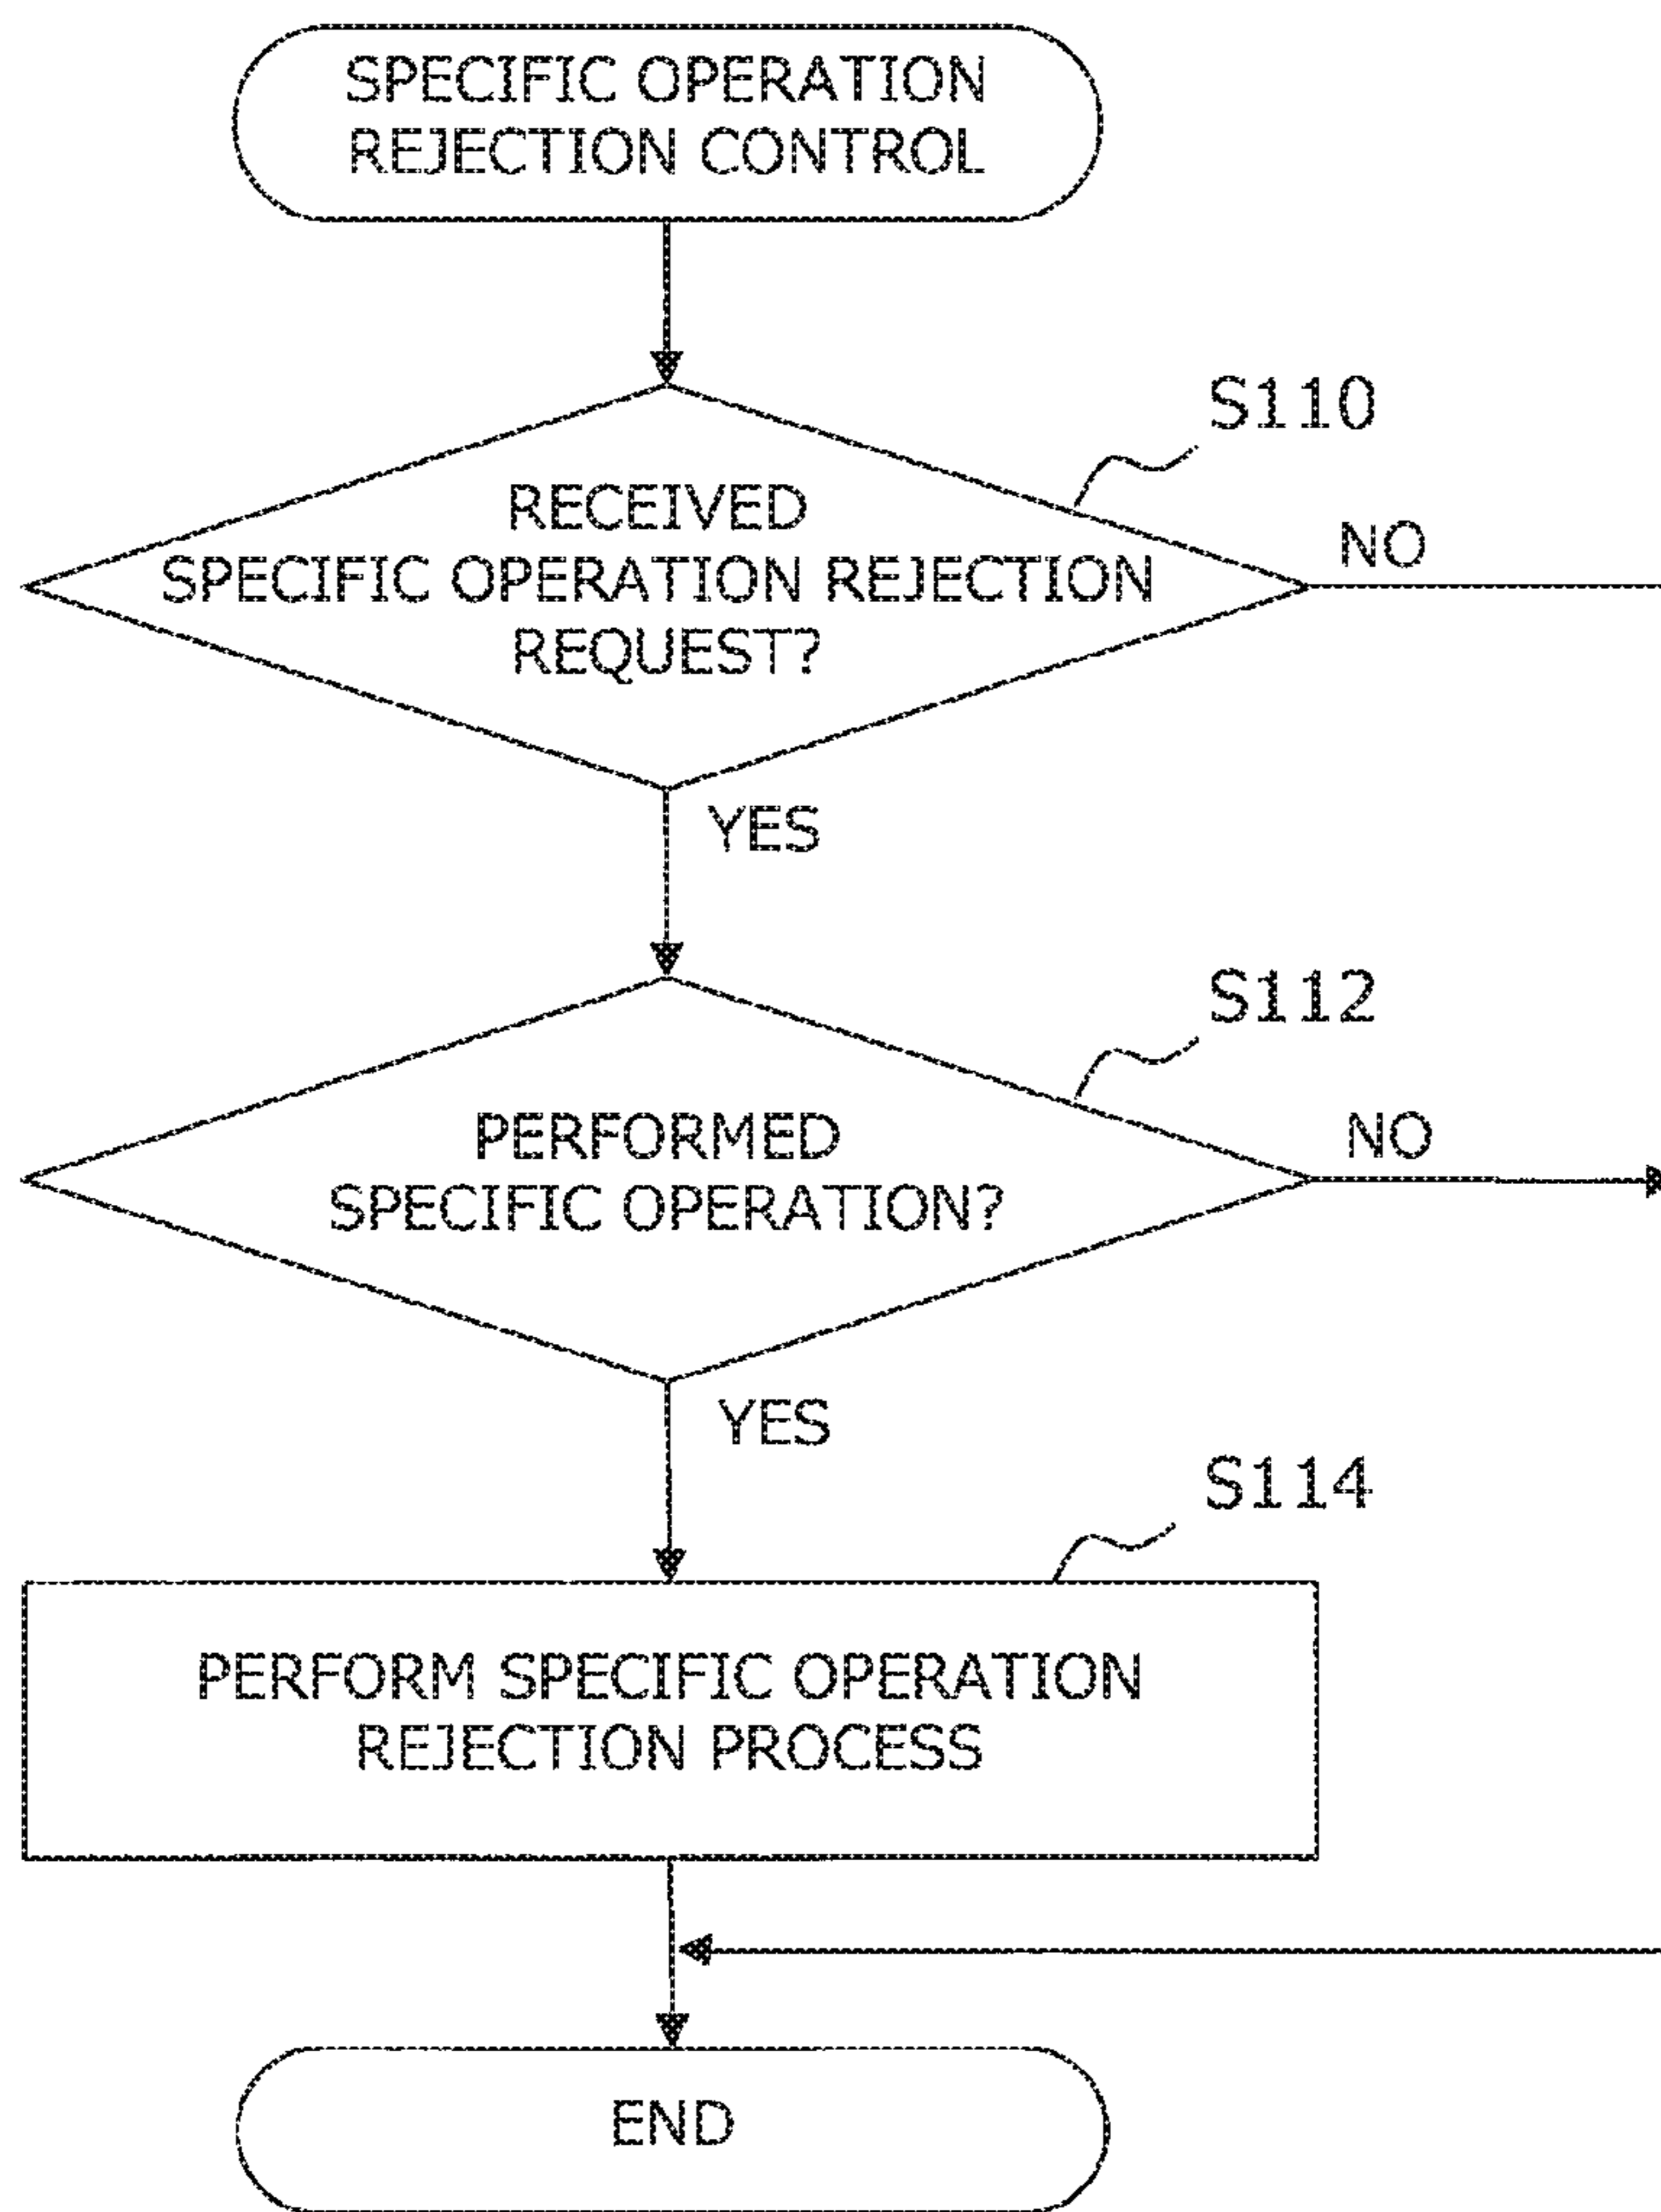 SPECIFIC OPERATION
REJECTION CONTROL
S110
RECEIVED
SPECIFIC OPERATION REJECTION
REQUEST?
NO
YES
S112
PERFORMED
SPECIFIC OPERATION?
NO
YES
S114
PERFORM SPECIFIC OPERATION
REJECTION PROCESS
END